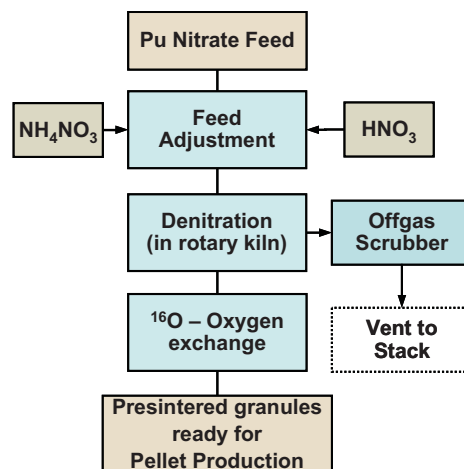 Pu Nitrate Feed
NH₄NO₃
Feed
Adjustment
HNO₃
Denitration
(in rotary kiln)
Offgas
Scrubber
¹⁶O – Oxygen
exchange
Vent to
Stack
Presintered granules
ready for
Pellet Production